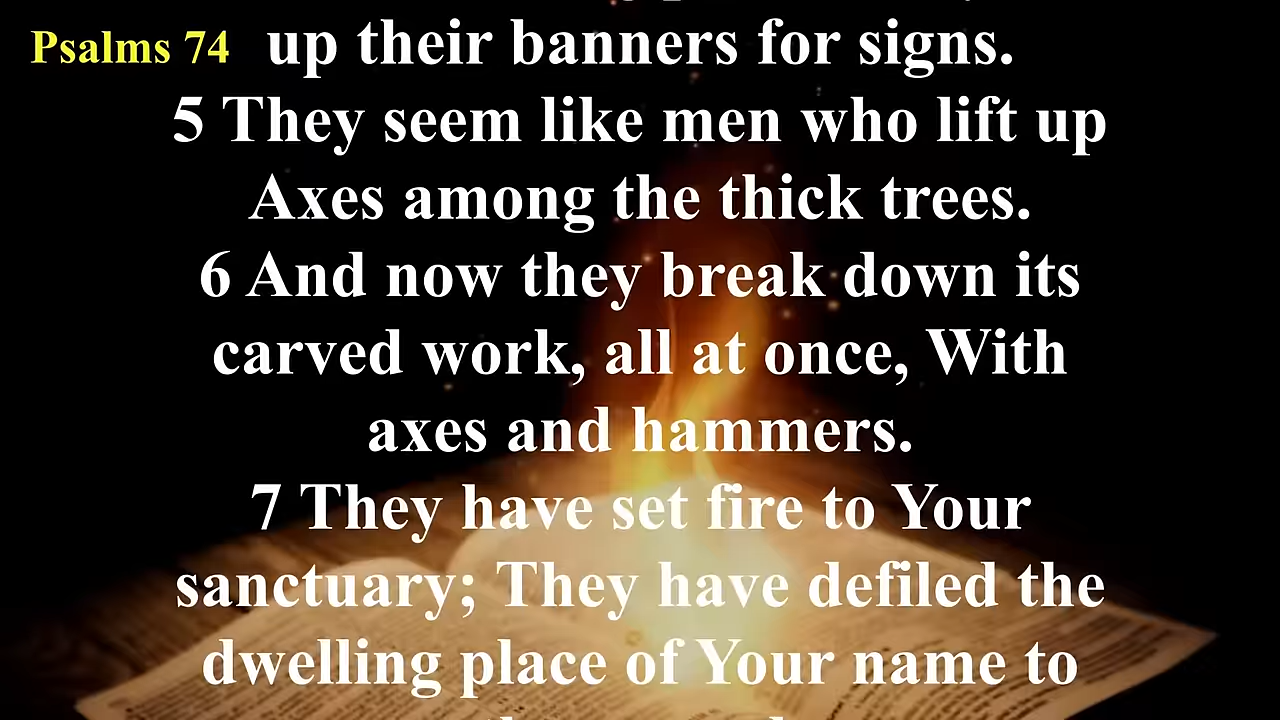 Psalms 74
up their banners for signs.
5 They seem like men who lift up
Axes among the thick trees.
6 And now they break down its
carved work, all at once, With
axes and hammers.
7 They have set fire to Your
sanctuary; They have defiled the
dwelling place of Your name to